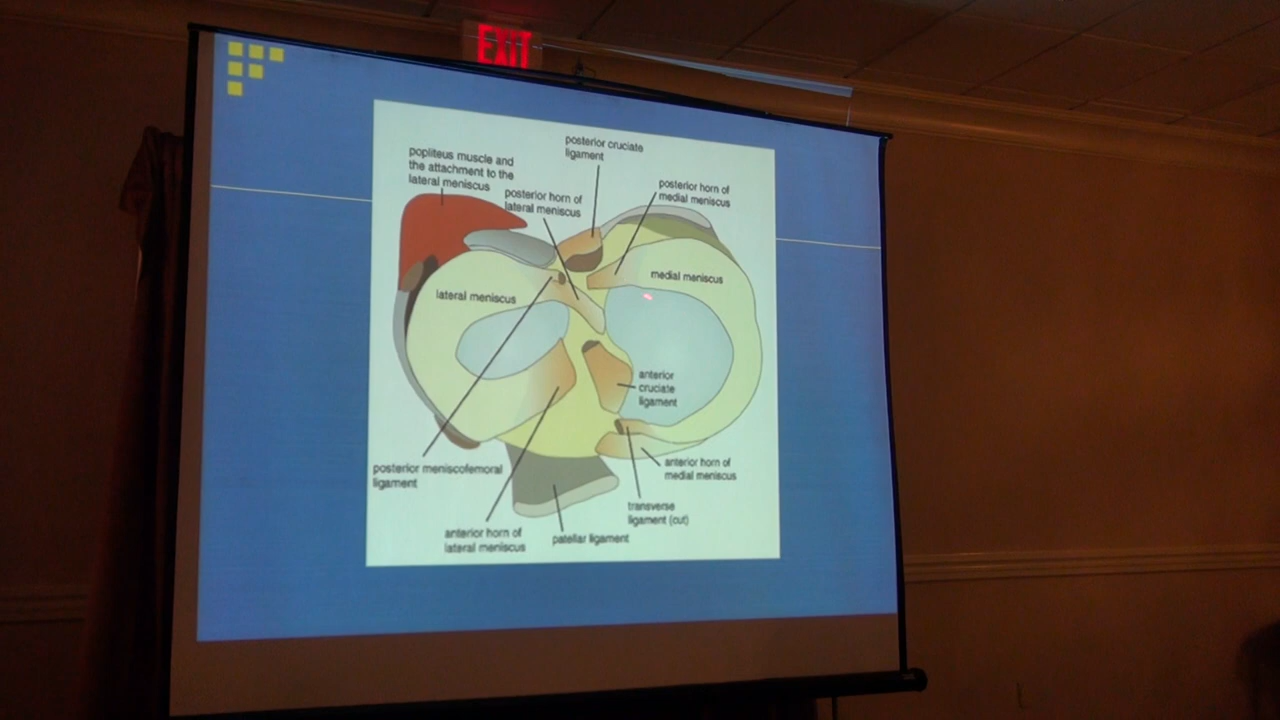 EXIT
posterior cruciate
ligament
popliteus muscle and
the attachment to the
lateral meniscus
posterior horn of
lateral meniscus
posterior horn of
medial meniscus
medial meniscus
lateral meniscus
anterior
cruciate
ligament
posterior meniscofemoral
ligament
anterior horn of
medial meniscus
transverse
ligament (cut)
anterior horn of
lateral meniscus
patellar ligament